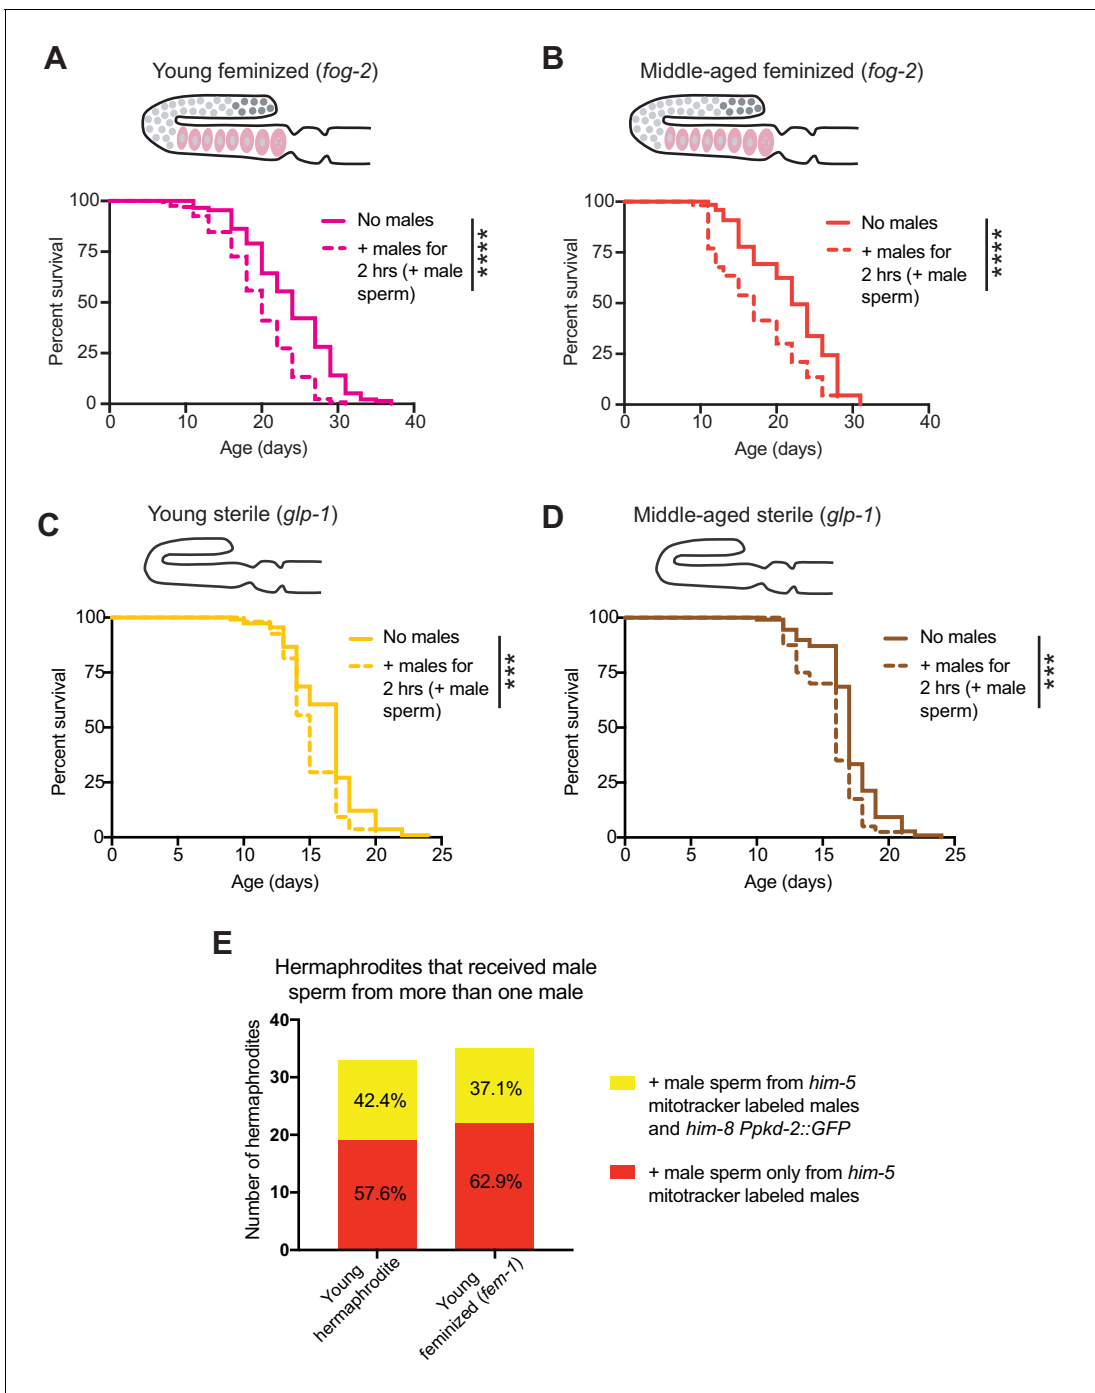 A
Young feminized (fog-2)
100
75
50
25
0
Percent survival
No males
+ males for
2 hrs (+ male
sperm)
****
0 10 20 30 40
Age (days)
B
Middle-aged feminized (fog-2)
100
75
50
25
0
Percent survival
No males
+ males for
2 hrs (+ male
sperm)
****
0 10 20 30 40
Age (days)
C
Young sterile (glp-1)
100
75
50
25
0
Percent survival
No males
+ males for
2 hrs (+ male
sperm)
***
0 5 10 15 20 25
Age (days)
D
Middle-aged sterile (glp-1)
100
75
50
25
0
Percent survival
No males
+ males for
2 hrs (+ male
sperm)
***
0 5 10 15 20 25
Age (days)
E
Hermaphrodites that received male
sperm from more than one male
40
30
20
10
0
Number of hermaphrodites
42.4%
37.1%
57.6%
62.9%
Young
hermaphrodite
Young
feminized (fem-1)
+ male sperm from him-5
mitotracker labeled males
and him-8 Ppkd-2::GFP
+ male sperm only from him-5
mitotracker labeled males